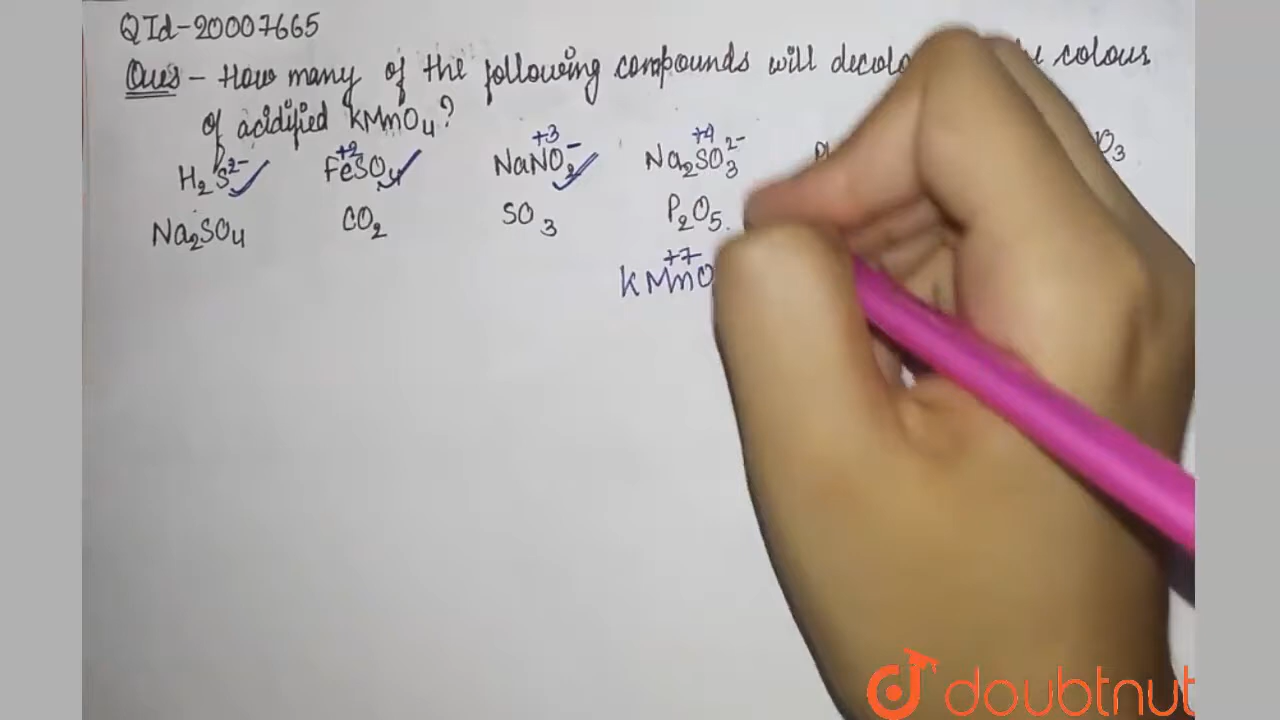 QId-20007665
Ques - How many of the following compounds will colour
of acidified KMnO4?
H2S2- +2 FeSO4 +3 NaNO2- +4 Na2SO3 2- O3
Na2SO4 CO2 SO3 P2O5.
+7 KMnO
doubtnut